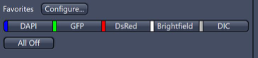 Favorites Configure...
DAPI GFP DsRed Brightfield DIC
All Off